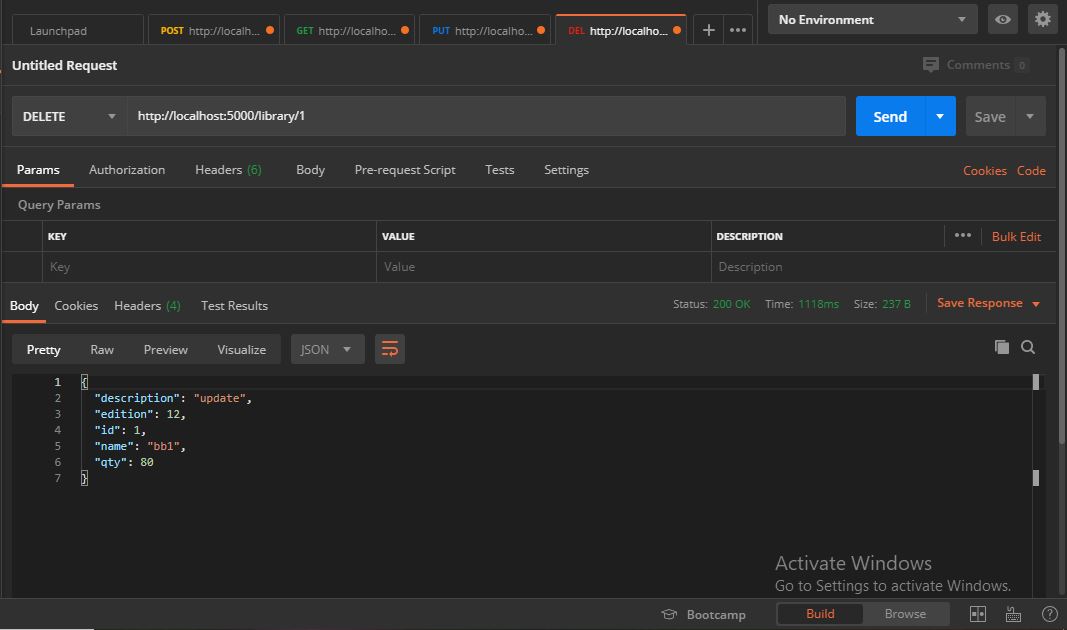 Launchpad POST http://localh... GET http://localho... PUT http://localho... DEL http://localho... + ••• No Environment
Untitled Request Comments 0
DELETE http://localhost:5000/library/1 Send Save
Params Authorization Headers (6) Body Pre-request Script Tests Settings Cookies Code
Query Params
KEY VALUE DESCRIPTION ••• Bulk Edit
Key Value Description
Body Cookies Headers (4) Test Results Status: 200 OK Time: 1118ms Size: 237 B Save Response
Pretty Raw Preview Visualize JSON
1 {
2 "description": "update",
3 "edition": 12,
4 "id": 1,
5 "name": "bb1",
6 "qty": 80
7 }
Activate Windows
Go to Settings to activate Windows.
Bootcamp Build Browse ?